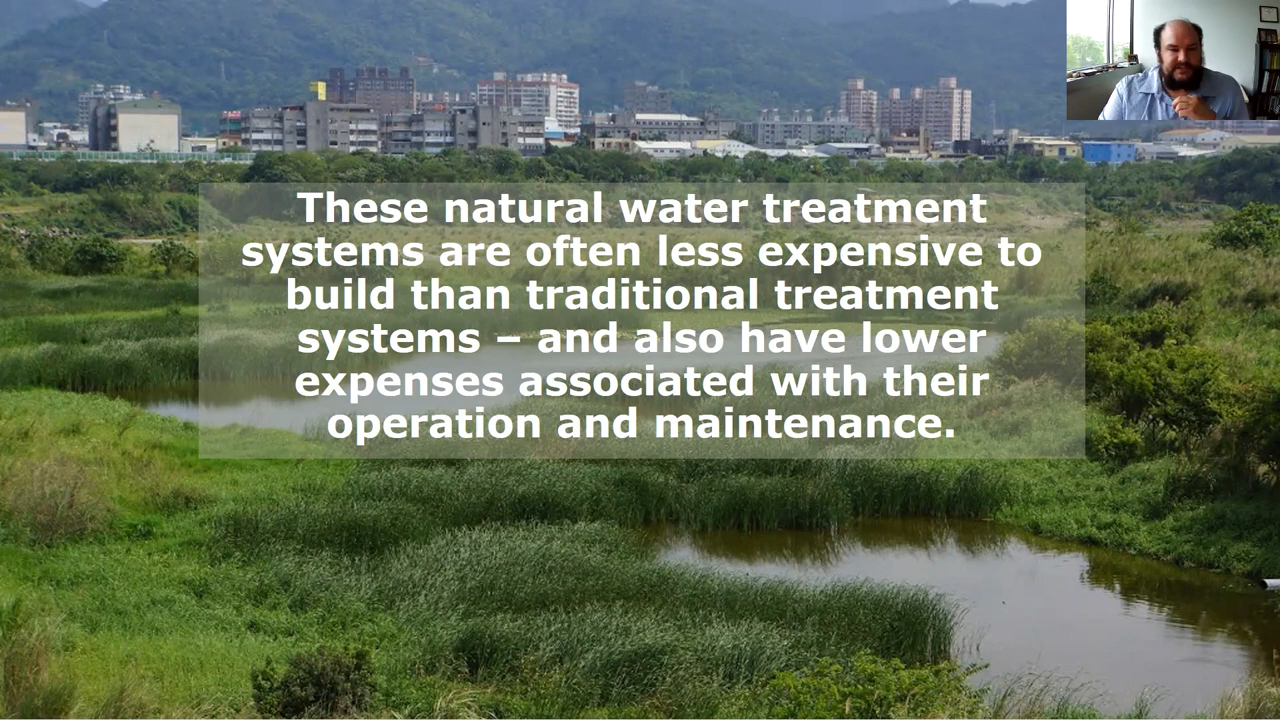 These natural water treatment
systems are often less expensive to
build than traditional treatment
systems – and also have lower
expenses associated with their
operation and maintenance.